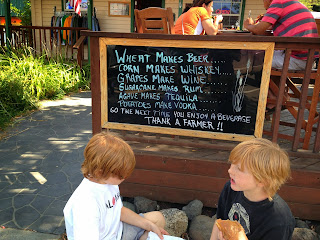 Wheat Makes Beer.....
Corn Makes Whiskey....
Grapes Make Wine....
Sugarcane Makes Rum....
Agave Makes Tequila.....
Potatoes Make Vodka....
So the next time you enjoy a beverage
Thank a Farmer!!